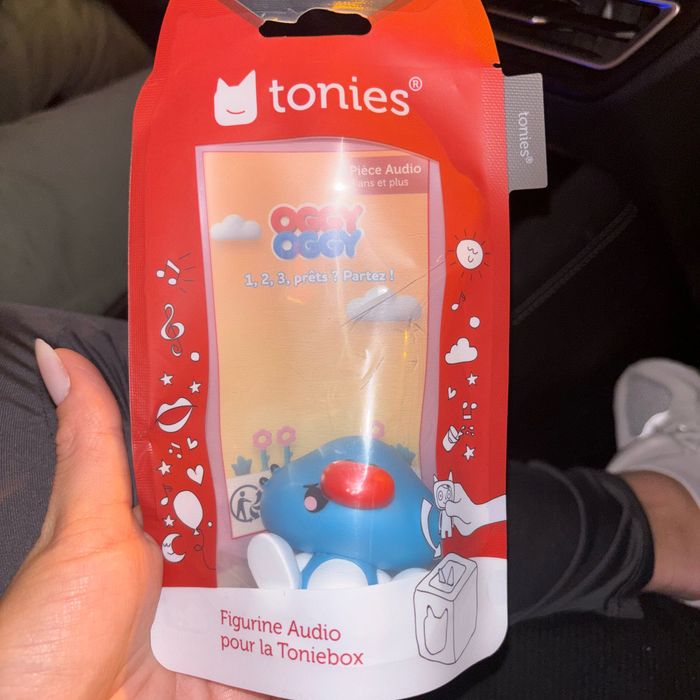 tonies®
tonies®
Pièce Audio
ans et plus
OGGY
OGGY
1, 2, 3, prêts ? Partez !
Figurine Audio
pour la Toniebox